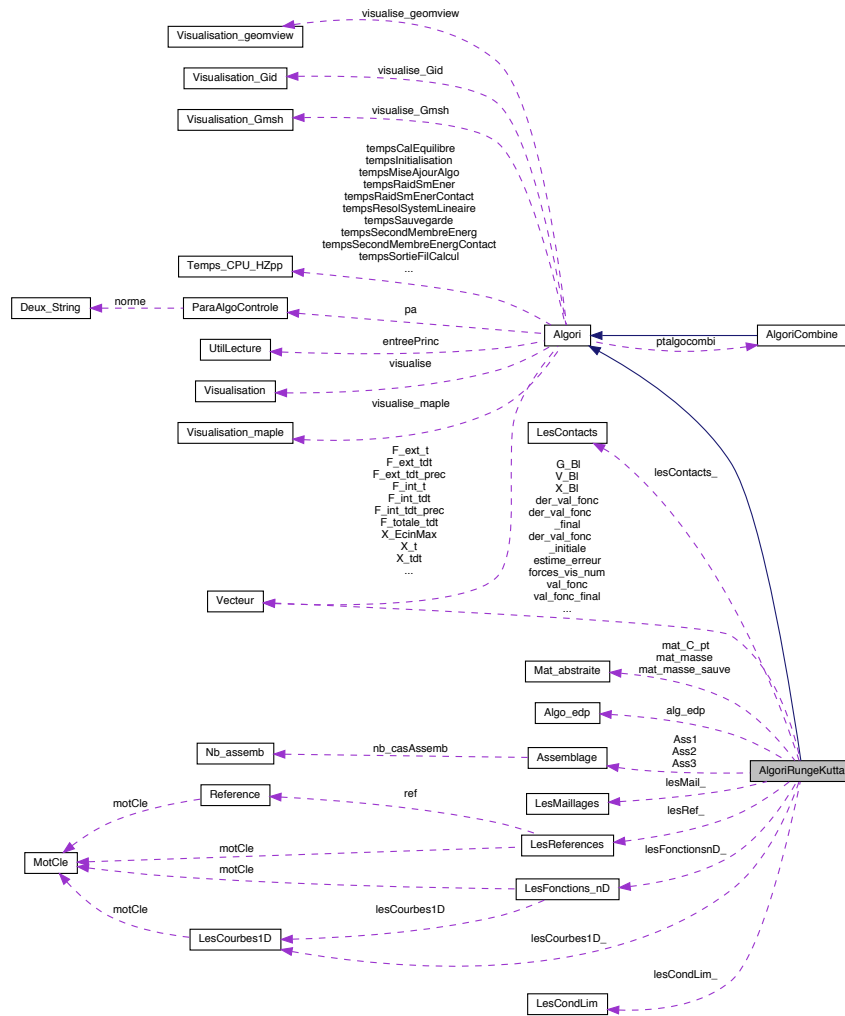 visualise_geomview
Visualisation_geomview
visualise_Gid
Visualisation_Gid
visualise_Gmsh
Visualisation_Gmsh
tempsCalEquilibre
tempsInitialisation
tempsMiseAjourAlgo
tempsRaidSmEner
tempsRaidSmEnerContact
tempsResolSystemLineaire
tempsSauvegarde
tempsSecondMembreEnerg
tempsSecondMembreEnergContact
tempsSortieFilCalcul
...
Temps_CPU_HZpp
Deux_String
norme
ParaAlgoControle
pa
Algori
ptalgocombi
AlgoriCombine
UtilLecture
entreePrinc
visualise
Visualisation
visualise_maple
Visualisation_maple
LesContacts
lesContacts_
F_ext_t
F_ext_tdt
F_ext_tdt_prec
F_int_t
F_int_tdt
F_int_tdt_prec
F_totale_tdt
X_EcinMax
X_t
X_tdt
...
G_Bl
V_Bl
X_Bl
der_val_fonc
der_val_fonc
_final
der_val_fonc
_initiale
estime_erreur
forces_vis_num
val_fonc
val_fonc_final
...
Vecteur
Mat_abstraite
mat_C_pt
mat_masse
mat_masse_sauve
Algo_edp
alg_edp
Nb_assemb
nb_casAssemb
Assemblage
Ass1
Ass2
Ass3
AlgoriRungeKutta
LesMaillages
lesMail_
Reference
ref
motCle
lesRef_
LesReferences
MotCle
motCle
lesFonctionsnD_
motCle
LesFonctions_nD
motCle
lesCourbes1D
LesCourbes1D
lesCourbes1D_
lesCondLim_
LesCondLim